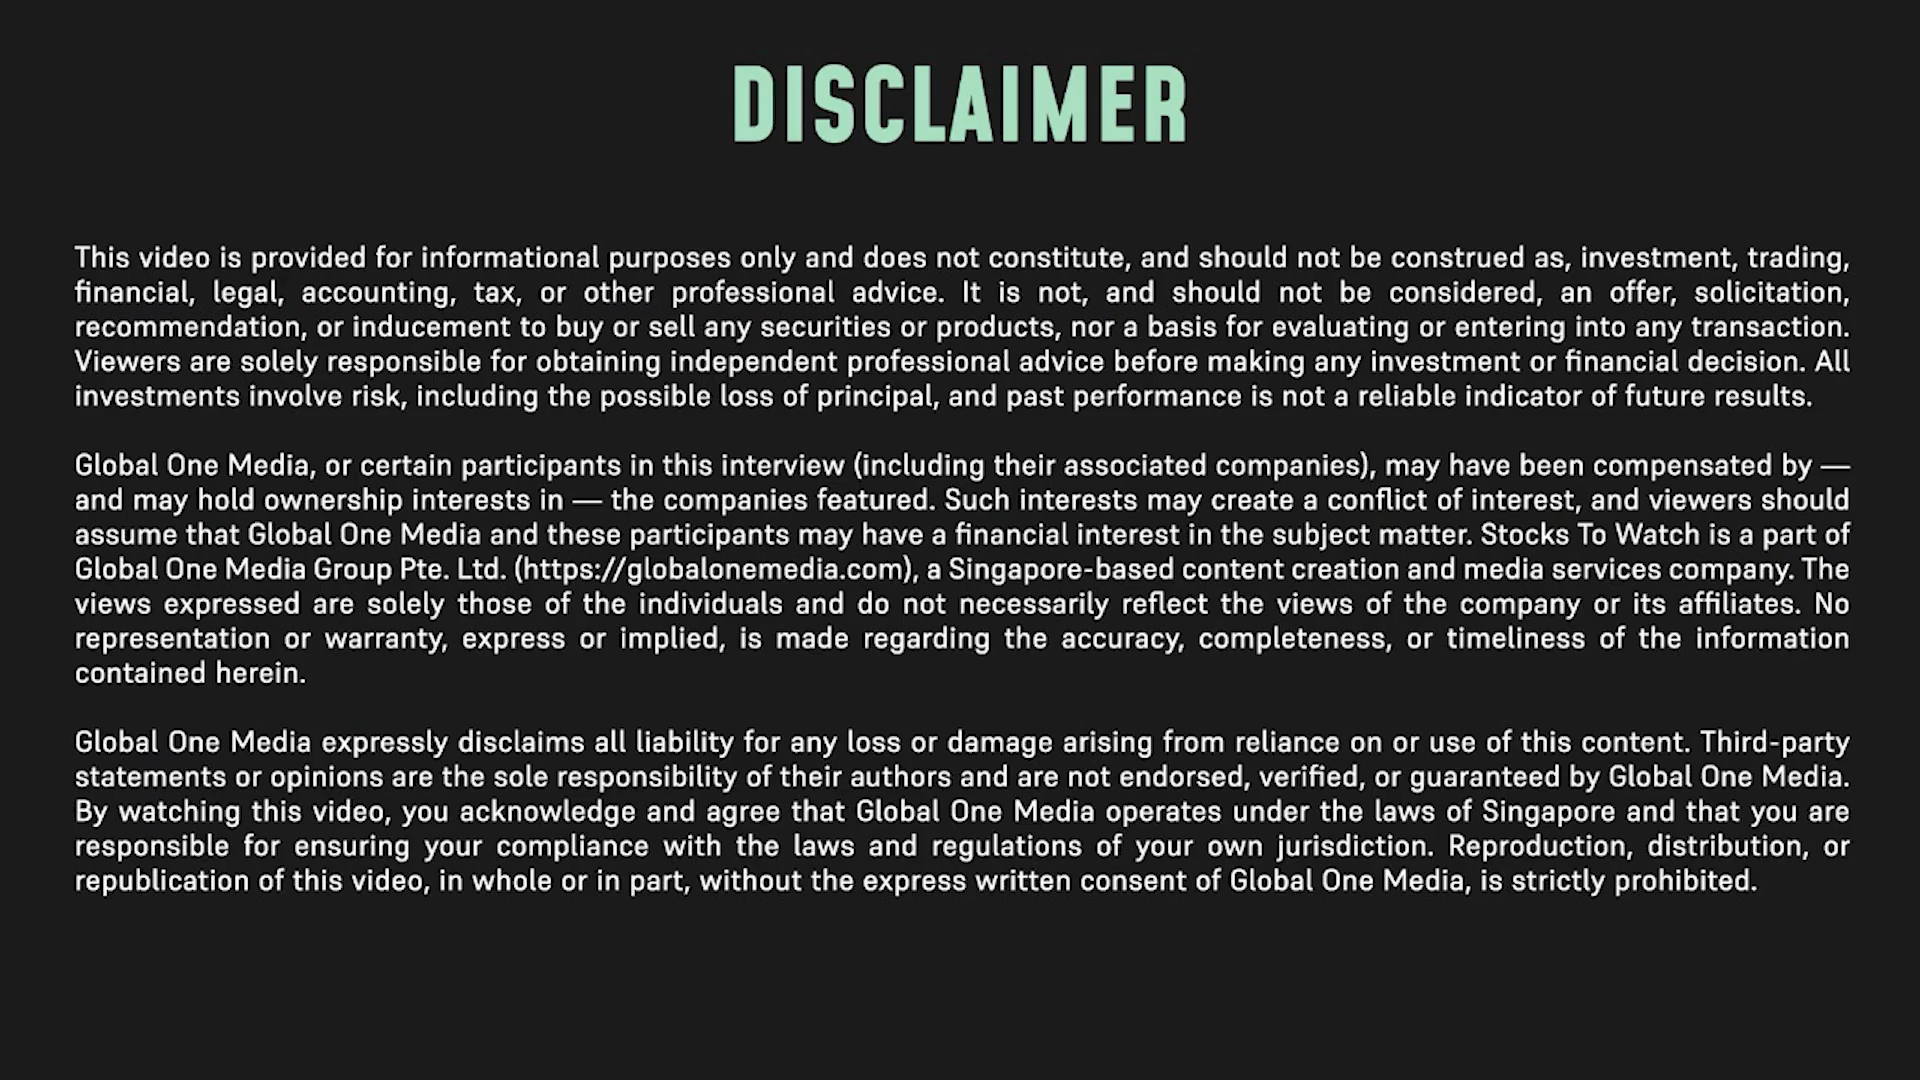 DISCLAIMER
This video is provided for informational purposes only and does not constitute, and should not be construed as, investment, trading,
financial, legal, accounting, tax, or other professional advice. It is not, and should not be considered, an offer, solicitation,
recommendation, or inducement to buy or sell any securities or products, nor a basis for evaluating or entering into any transaction.
Viewers are solely responsible for obtaining independent professional advice before making any investment or financial decision. All
investments involve risk, including the possible loss of principal, and past performance is not a reliable indicator of future results.
Global One Media, or certain participants in this interview (including their associated companies), may have been compensated by —
and may hold ownership interests in — the companies featured. Such interests may create a conflict of interest, and viewers should
assume that Global One Media and these participants may have a financial interest in the subject matter. Stocks To Watch is a part of
Global One Media Group Pte. Ltd. (https://globalonemedia.com), a Singapore-based content creation and media services company. The
views expressed are solely those of the individuals and do not necessarily reflect the views of the company or its affiliates. No
representation or warranty, express or implied, is made regarding the accuracy, completeness, or timeliness of the information
contained herein.
Global One Media expressly disclaims all liability for any loss or damage arising from reliance on or use of this content. Third-party
statements or opinions are the sole responsibility of their authors and are not endorsed, verified, or guaranteed by Global One Media.
By watching this video, you acknowledge and agree that Global One Media operates under the laws of Singapore and that you are
responsible for ensuring your compliance with the laws and regulations of your own jurisdiction. Reproduction, distribution, or
republication of this video, in whole or in part, without the express written consent of Global One Media, is strictly prohibited.